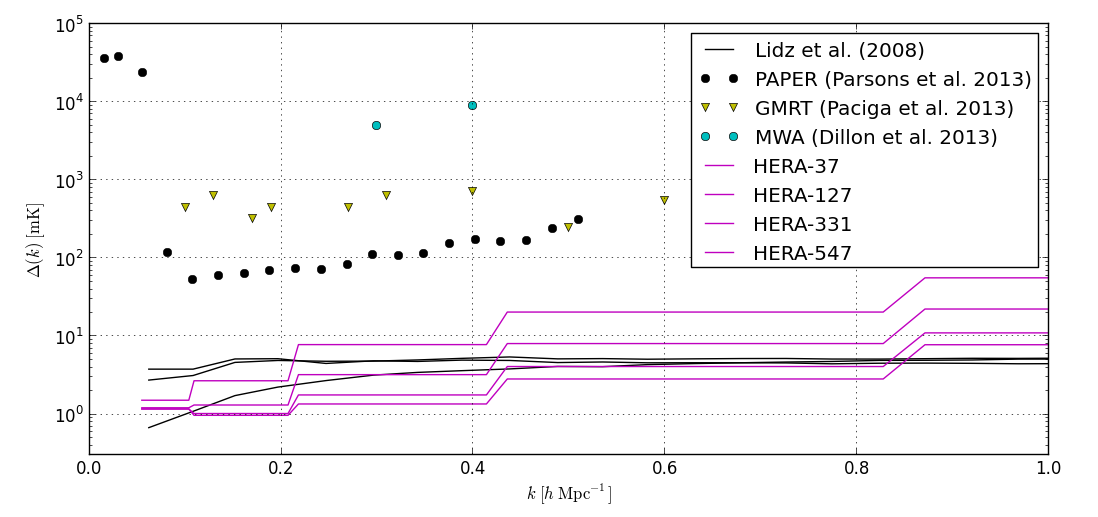 10^5
10^4
10^3
10^2
10^1
10^0
Δ(k) [mK]
Lidz et al. (2008)
PAPER (Parsons et al. 2013)
GMRT (Paciga et al. 2013)
MWA (Dillon et al. 2013)
HERA-37
HERA-127
HERA-331
HERA-547
0.0 0.2 0.4 0.6 0.8 1.0
k [h Mpc^-1]